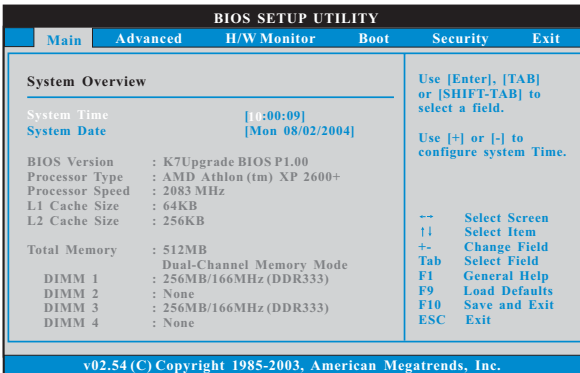 BIOS SETUP UTILITY
Main Advanced H/W Monitor Boot Security Exit
System Overview
System Time [10:00:09]
System Date [Mon 08/02/2004]
BIOS Version : K7Upgrade BIOS P1.00
Processor Type : AMD Athlon (tm) XP 2600+
Processor Speed : 2083 MHz
L1 Cache Size : 64KB
L2 Cache Size : 256KB
Total Memory : 512MB
Dual-Channel Memory Mode
DIMM 1 : 256MB/166MHz (DDR333)
DIMM 2 : None
DIMM 3 : 256MB/166MHz (DDR333)
DIMM 4 : None
Use [Enter], [TAB]
or [SHIFT-TAB] to
select a field.
Use [+] or [-] to
configure system Time.
←→ Select Screen
↑↓ Select Item
+- Change Field
Tab Select Field
F1 General Help
F9 Load Defaults
F10 Save and Exit
ESC Exit
v02.54 (C) Copyright 1985-2003, American Megatrends, Inc.